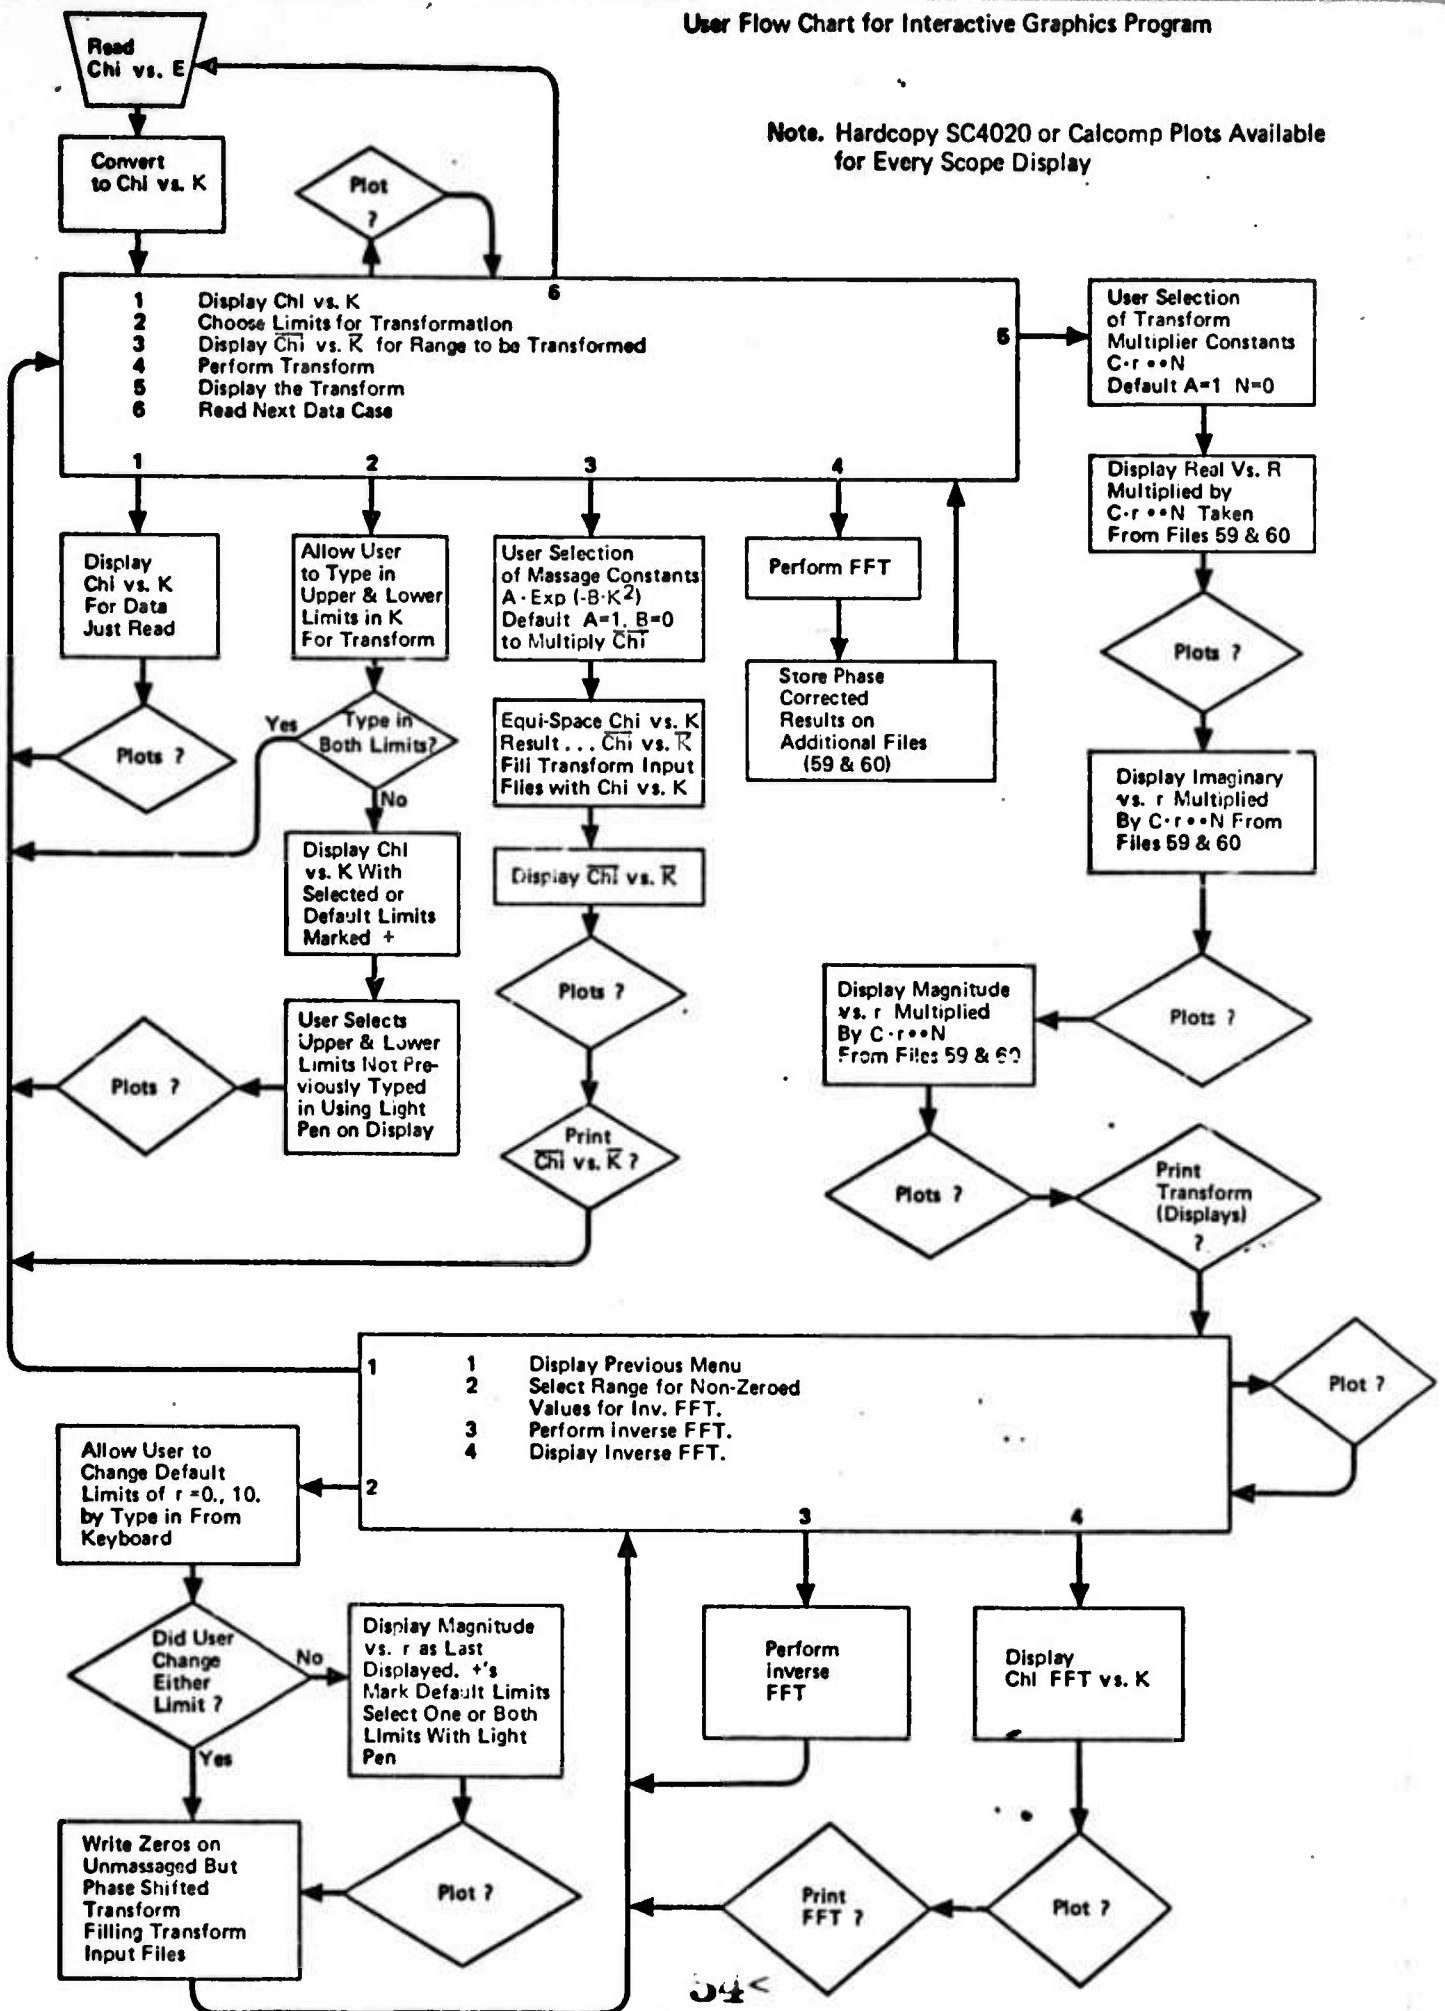 User Flow Chart for Interactive Graphics Program
Read
Chi vs. E
Note. Hardcopy SC4020 or Calcomp Plots Available
for Every Scope Display
Convert
to Chi vs. K
Plot
?
6
1 Display Chi vs. K
2 Choose Limits for Transformation
3 Display C̅h̅i̅ vs. K̅ for Range to be Transformed
4 Perform Transform
5 Display the Transform
6 Read Next Data Case
5
1
2
3
4
User Selection
of Transform
Multiplier Constants
C·r **N
Default A=1 N=0
Display Real Vs. R
Multiplied by
C·r **N Taken
From Files 59 & 60
Plots ?
Display Imaginary
vs. r Multiplied
By C·r**N From
Files 59 & 60
Plots ?
Display Magnitude
vs. r Multiplied
By C·r**N
From Files 59 & 60
Plots ?
Print
Transform
(Displays)
?
Display
Chi vs. K
For Data
Just Read
Plots ?
Allow User
to Type in
Upper & Lower
Limits in K
For Transform
Type in
Both Limits?
Yes
No
Display Chi
vs. K With
Selected or
Default Limits
Marked +
User Selects
Upper & Lower
Limits Not Pre-
viously Typed
in Using Light
Pen on Display
Plots ?
User Selection
of Massage Constants
A · Exp (-B·K²)
Default A=1, B=0
to Multiply C̅h̅i̅
Equi-Space Chi vs. K
Result . . . C̅h̅i̅ vs. K̅
Fill Transform Input
Files with Chi vs. K
Display C̅h̅i̅ vs. K̅
Plots ?
Print
C̅h̅i̅ vs. K̅ ?
Perform FFT
Store Phase
Corrected
Results on
Additional Files
(59 & 60)
1
1 Display Previous Menu
2 Select Range for Non-Zeroed
Values for Inv. FFT.
3 Perform inverse FFT.
4 Display Inverse FFT.
2
3
4
Plot ?
Allow User to
Change Default
Limits of r =0., 10.
by Type in From
Keyboard
Did User
Change
Either
Limit ?
No
Yes
Display Magnitude
vs. r as Last
Displayed. +'s
Mark Default Limits
Select One or Both
Limits With Light
Pen
Plot ?
Write Zeros on
Unmassaged But
Phase Shifted
Transform
Filling Transform
Input Files
Perform
inverse
FFT
Display
Chi FFT vs. K
Plot ?
Print
FFT ?
54<